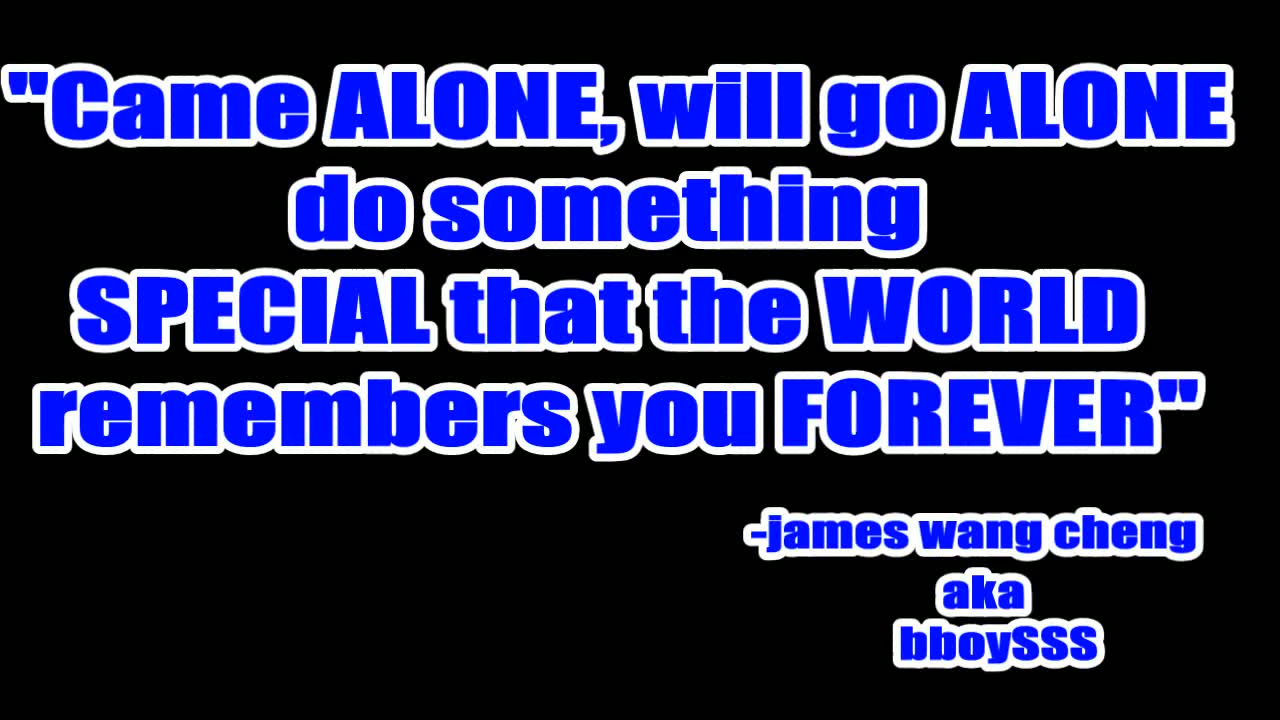 "Came ALONE, will go ALONE
do something
SPECIAL that the WORLD
remembers you FOREVER"
-james wang cheng
aka
bboySSS